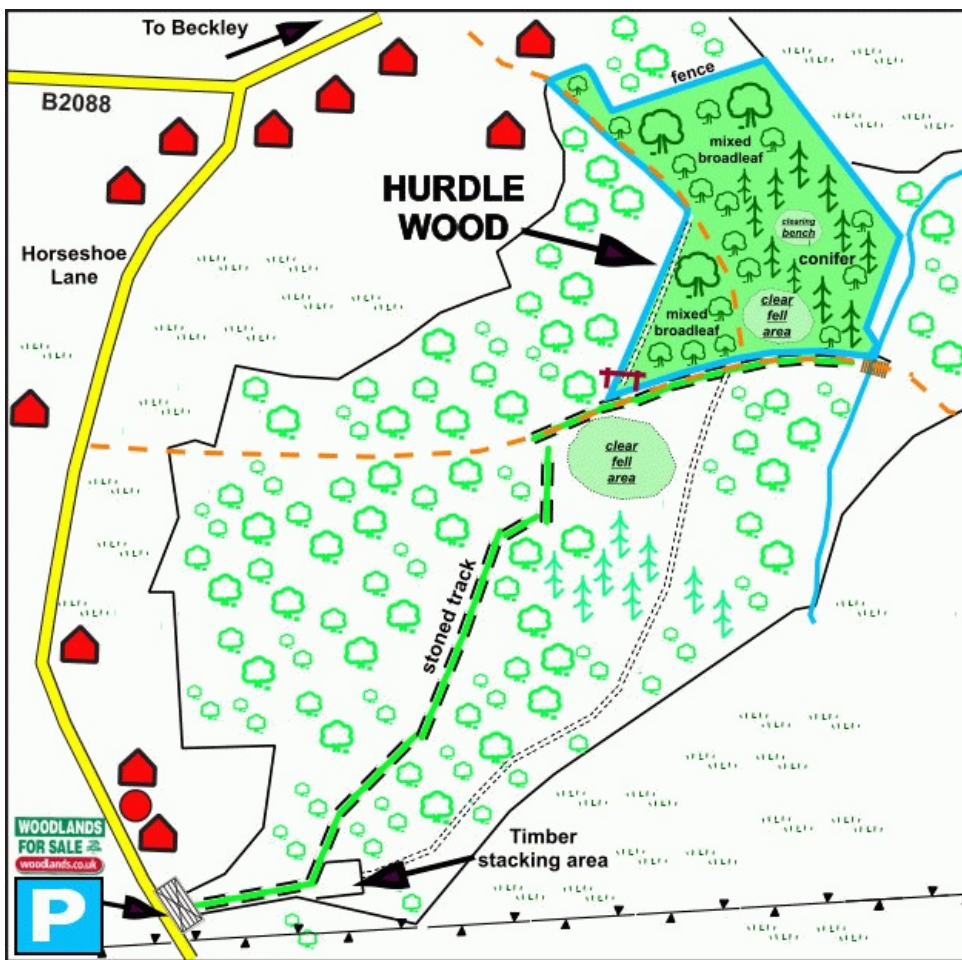 To Beckley
B2088
fence
mixed
broadleaf
HURDLE
WOOD
clearing
bench
Horseshoe
Lane
conifer
clear
fell
area
mixed
broadleaf
clear
fell
area
stoned track
Timber
stacking area
WOODLANDS
FOR SALE
woodlands.co.uk
P